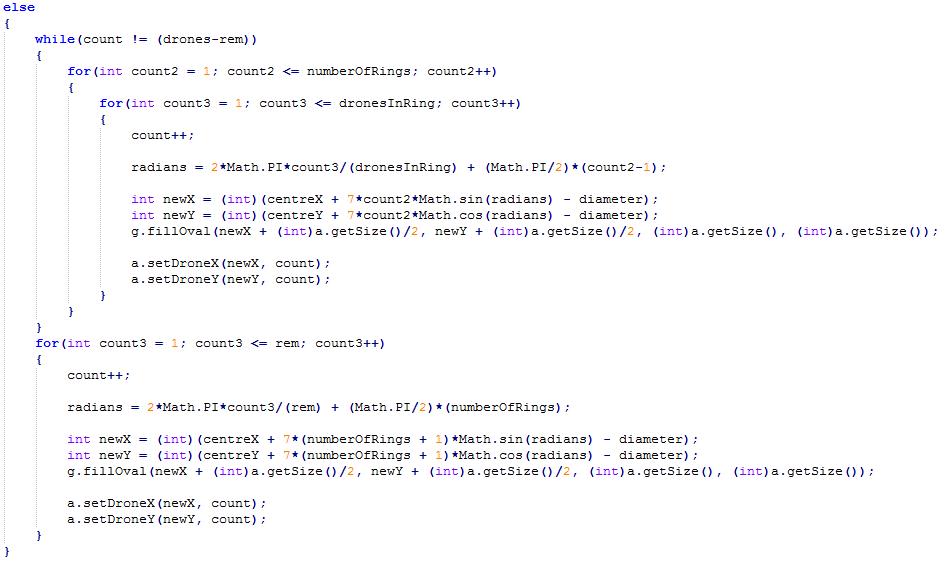 else
{
    while(count != (drones-rem))
    {
        for(int count2 = 1; count2 <= numberOfRings; count2++)
        {
            for(int count3 = 1; count3 <= dronesInRing; count3++)
            {
                count++;

                radians = 2*Math.PI*count3/(dronesInRing) + (Math.PI/2)*(count2-1);

                int newX = (int)(centreX + 7*count2*Math.sin(radians) - diameter);
                int newY = (int)(centreY + 7*count2*Math.cos(radians) - diameter);
                g.fillOval(newX + (int)a.getSize()/2, newY + (int)a.getSize()/2, (int)a.getSize(), (int)a.getSize());

                a.setDroneX(newX, count);
                a.setDroneY(newY, count);
            }
        }
    }
    for(int count3 = 1; count3 <= rem; count3++)
    {
        count++;

        radians = 2*Math.PI*count3/(rem) + (Math.PI/2)*(numberOfRings);

        int newX = (int)(centreX + 7*(numberOfRings + 1)*Math.sin(radians) - diameter);
        int newY = (int)(centreY + 7*(numberOfRings + 1)*Math.cos(radians) - diameter);
        g.fillOval(newX + (int)a.getSize()/2, newY + (int)a.getSize()/2, (int)a.getSize(), (int)a.getSize());

        a.setDroneX(newX, count);
        a.setDroneY(newY, count);
    }
}